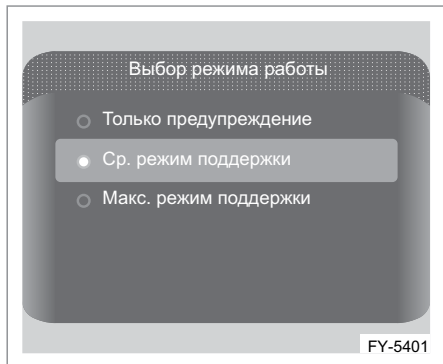 Выбор режима работы
Только предупреждение
Ср. режим поддержки
Макс. режим поддержки
FY-5401